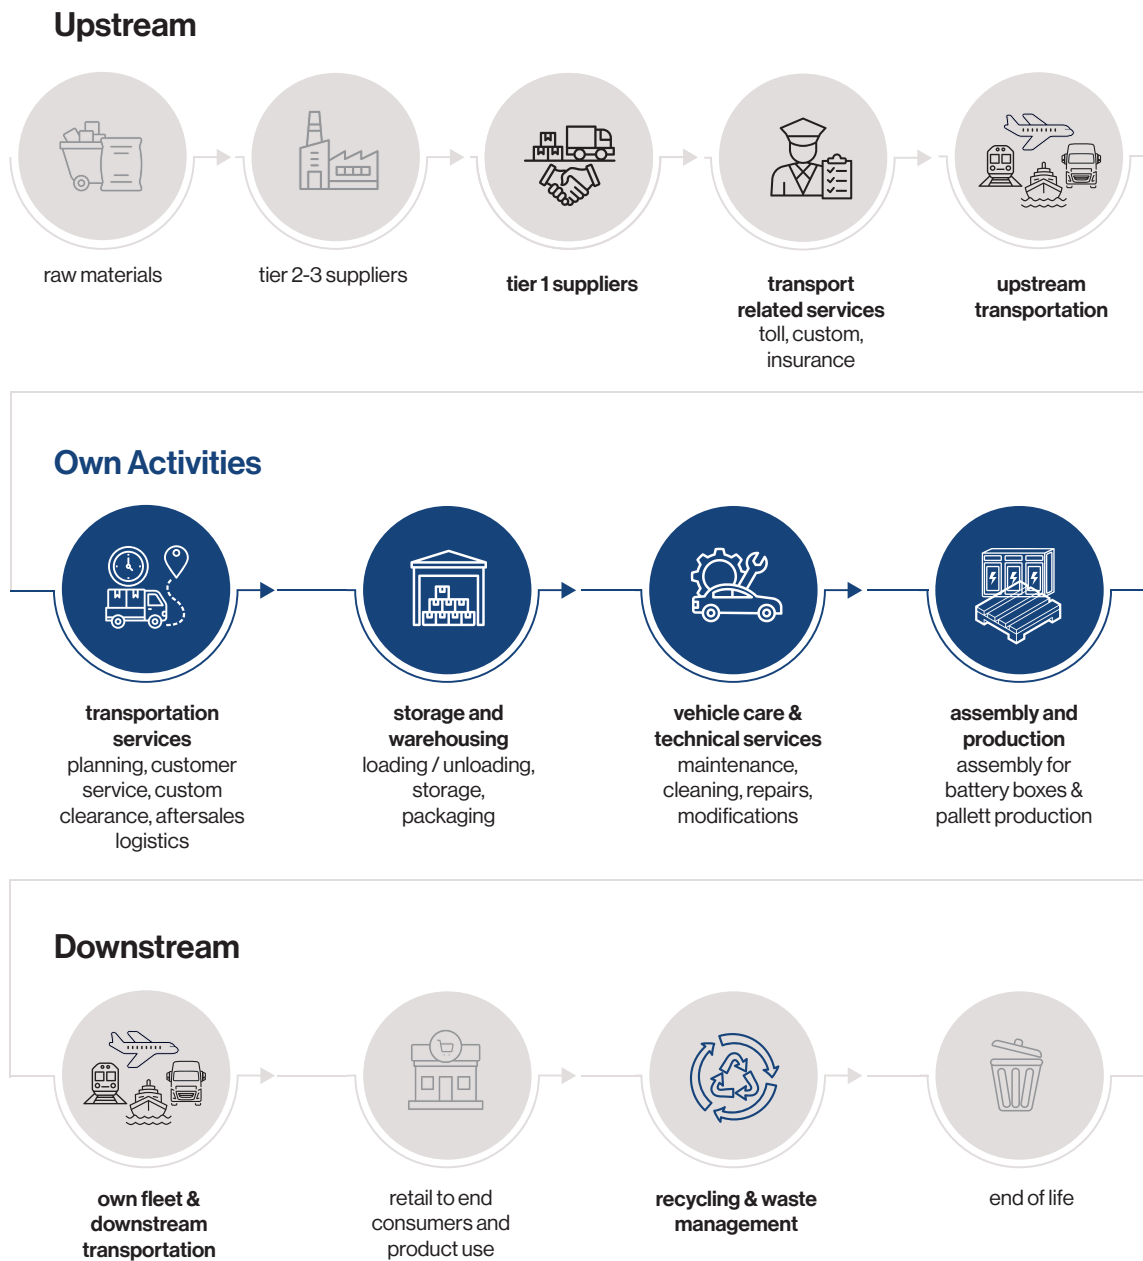 Upstream
raw materials
tier 2-3 suppliers
tier 1 suppliers
transport
related services
toll, custom,
insurance
upstream
transportation
Own Activities
transportation
services
planning, customer
service, custom
clearance, aftersales
logistics
storage and
warehousing
loading / unloading,
storage,
packaging
vehicle care &
technical services
maintenance,
cleaning, repairs,
modifications
assembly and
production
assembly for
battery boxes &
pallett production
Downstream
own fleet &
downstream
transportation
retail to end
consumers and
product use
recycling & waste
management
end of life